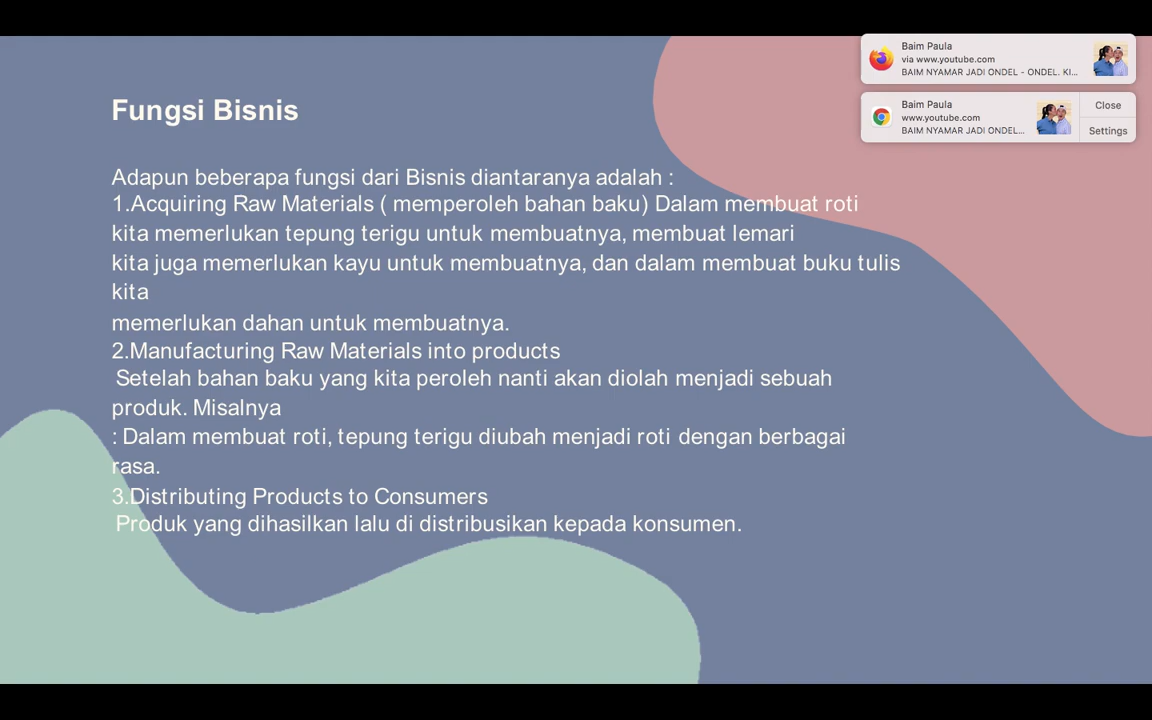 Fungsi Bisnis
Adapun beberapa fungsi dari Bisnis diantaranya adalah :
1.Acquiring Raw Materials ( memperoleh bahan baku) Dalam membuat roti
kita memerlukan tepung terigu untuk membuatnya, membuat lemari
kita juga memerlukan kayu untuk membuatnya, dan dalam membuat buku tulis
kita
memerlukan dahan untuk membuatnya.
2.Manufacturing Raw Materials into products
Setelah bahan baku yang kita peroleh nanti akan diolah menjadi sebuah
produk. Misalnya
: Dalam membuat roti, tepung terigu diubah menjadi roti dengan berbagai
rasa.
3.Distributing Products to Consumers
Produk yang dihasilkan lalu di distribusikan kepada konsumen.
Baim Paula
via www.youtube.com
BAIM NYAMAR JADI ONDEL - ONDEL. KI...
Baim Paula
www.youtube.com
BAIM NYAMAR JADI ONDEL...
Close
Settings